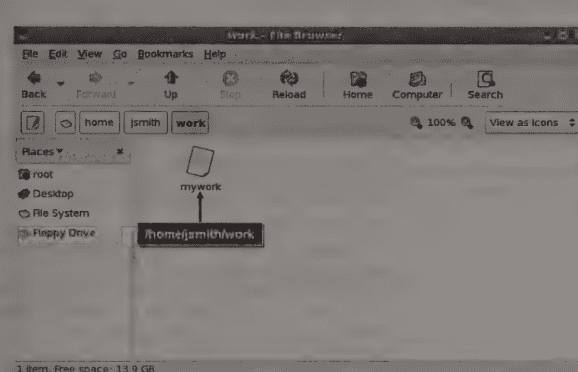 work - File Browser
File Edit View Go Bookmarks Help
Back Forward Up Stop Reload Home Computer Search
home jsmith work 100% View as Icons
Places
root
Desktop
File System
Floppy Drive
mywork
/home/jsmith/work
1 item, Free space: 13.9 GB